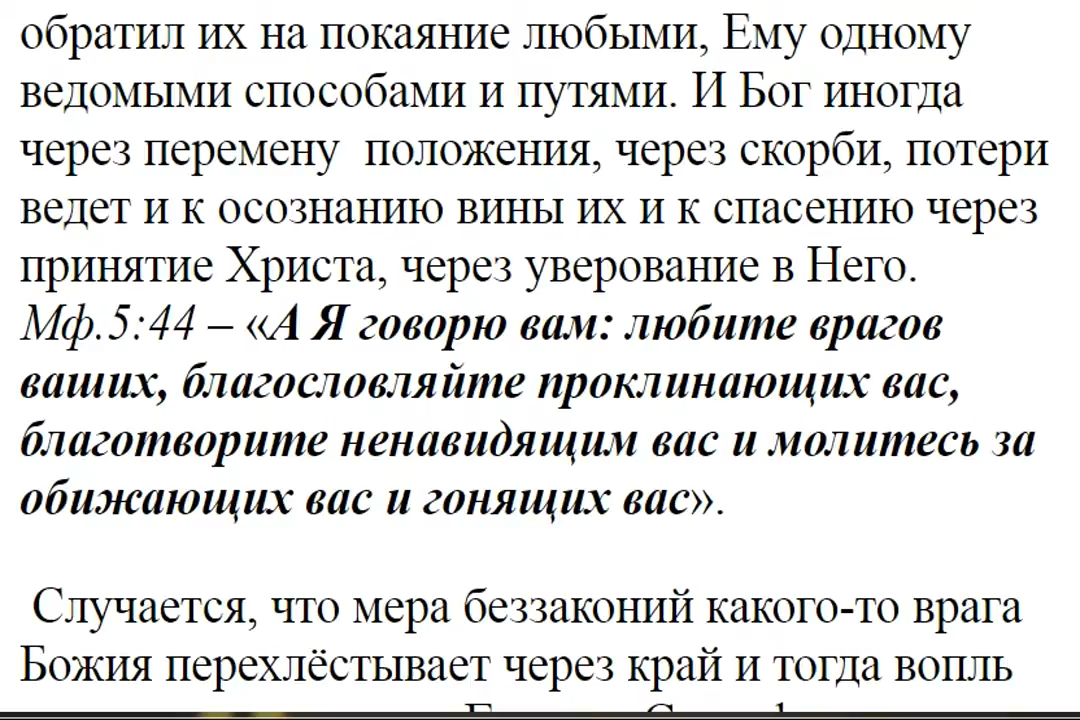 обратил их на покаяние любыми, Ему одному
ведомыми способами и путями. И Бог иногда
через перемену положения, через скорби, потери
ведет и к осознанию вины их и к спасению через
принятие Христа, через уверование в Него.
Мф.5:44 – «А Я говорю вам: любите врагов
ваших, благословляйте проклинающих вас,
благотворите ненавидящим вас и молитесь за
обижающих вас и гонящих вас».
Случается, что мера беззаконий какого-то врага
Божия перехлёстывает через край и тогда вопль